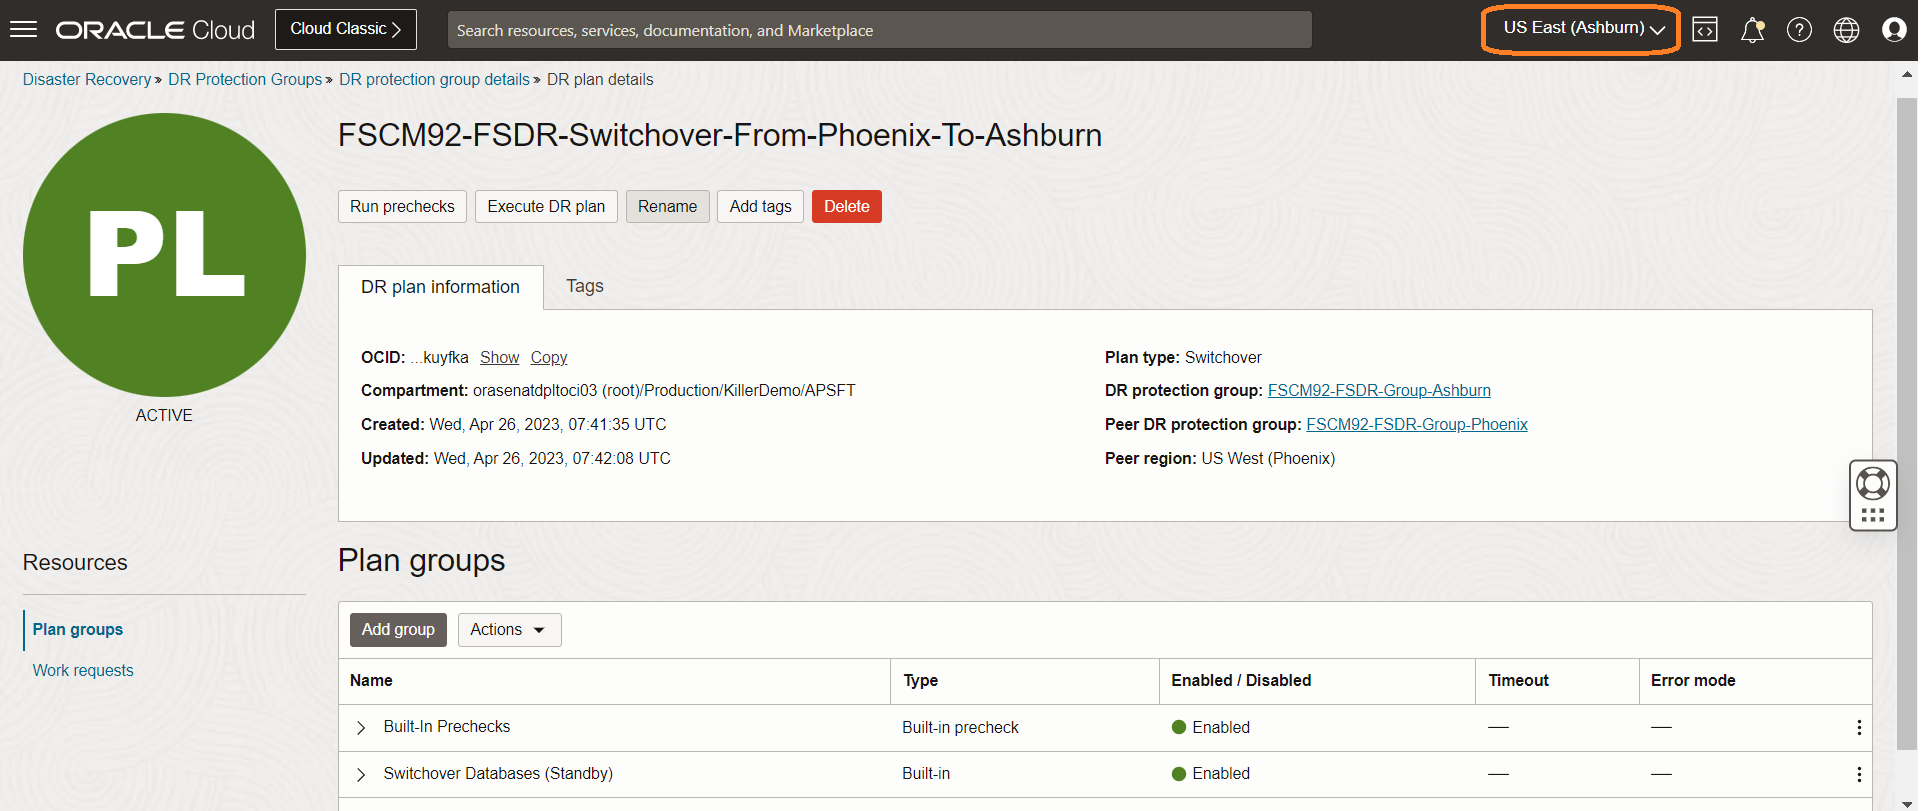 ORACLE Cloud Cloud Classic Search resources, services, documentation, and Marketplace US East (Ashburn)
Disaster Recovery » DR Protection Groups » DR protection group details » DR plan details
PL
ACTIVE
FSCM92-FSDR-Switchover-From-Phoenix-To-Ashburn
Run prechecks Execute DR plan Rename Add tags Delete
DR plan information Tags
OCID: ...kuyfka Show Copy
Compartment: orasenatdpltoci03 (root)/Production/KillerDemo/APSFT
Created: Wed, Apr 26, 2023, 07:41:35 UTC
Updated: Wed, Apr 26, 2023, 07:42:08 UTC
Plan type: Switchover
DR protection group: FSCM92-FSDR-Group-Ashburn
Peer DR protection group: FSCM92-FSDR-Group-Phoenix
Peer region: US West (Phoenix)
Resources
Plan groups
Work requests
Plan groups
Add group Actions
Name Type Enabled / Disabled Timeout Error mode
Built-In Prechecks Built-in precheck Enabled — —
Switchover Databases (Standby) Built-in Enabled — —